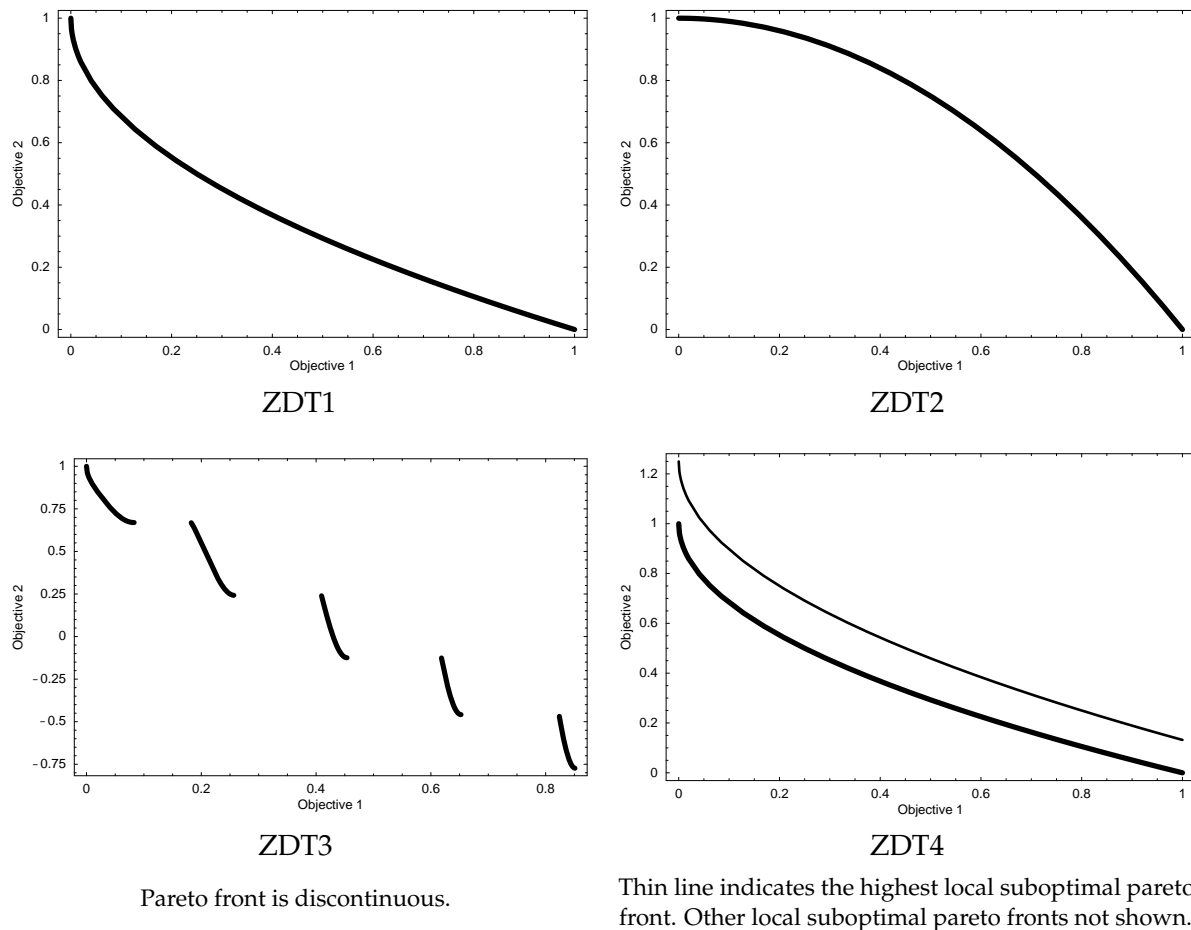 1
0.8
0.6
0.4
0.2
0
Objective 2
0 0.2 0.4 0.6 0.8 1
Objective 1
ZDT1
1
0.8
0.6
0.4
0.2
0
Objective 2
0 0.2 0.4 0.6 0.8 1
Objective 1
ZDT2
1
0.75
0.5
0.25
0
-0.25
-0.5
-0.75
Objective 2
0 0.2 0.4 0.6 0.8
Objective 1
ZDT3
Pareto front is discontinuous.
1.2
1
0.8
0.6
0.4
0.2
0
Objective 2
0 0.2 0.4 0.6 0.8 1
Objective 1
ZDT4
Thin line indicates the highest local suboptimal pareto
front. Other local suboptimal pareto fronts not shown.